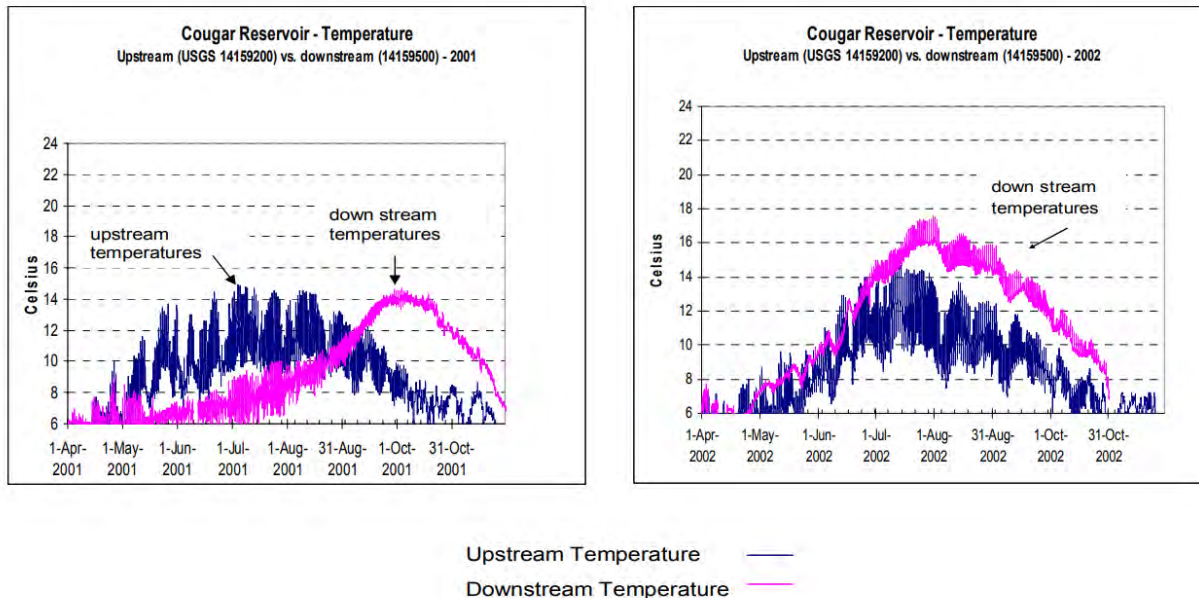 Cougar Reservoir - Temperature
Upstream (USGS 14159200) vs. downstream (14159500) - 2001
24
22
20
18
16
14
12
10
8
6
Celsius
upstream
temperatures
down stream
temperatures
1-Apr-
2001
1-May-
2001
1-Jun-
2001
1-Jul-
2001
1-Aug-
2001
31-Aug-
2001
1-Oct-
2001
31-Oct-
2001
Cougar Reservoir - Temperature
Upstream (USGS 14159200) vs. downstream (14159500) - 2002
24
22
20
18
16
14
12
10
8
6
Celsius
down stream
temperatures
1-Apr-
2002
1-May-
2002
1-Jun-
2002
1-Jul-
2002
1-Aug-
2002
31-Aug-
2002
1-Oct-
2002
31-Oct-
2002
Upstream Temperature
Downstream Temperature